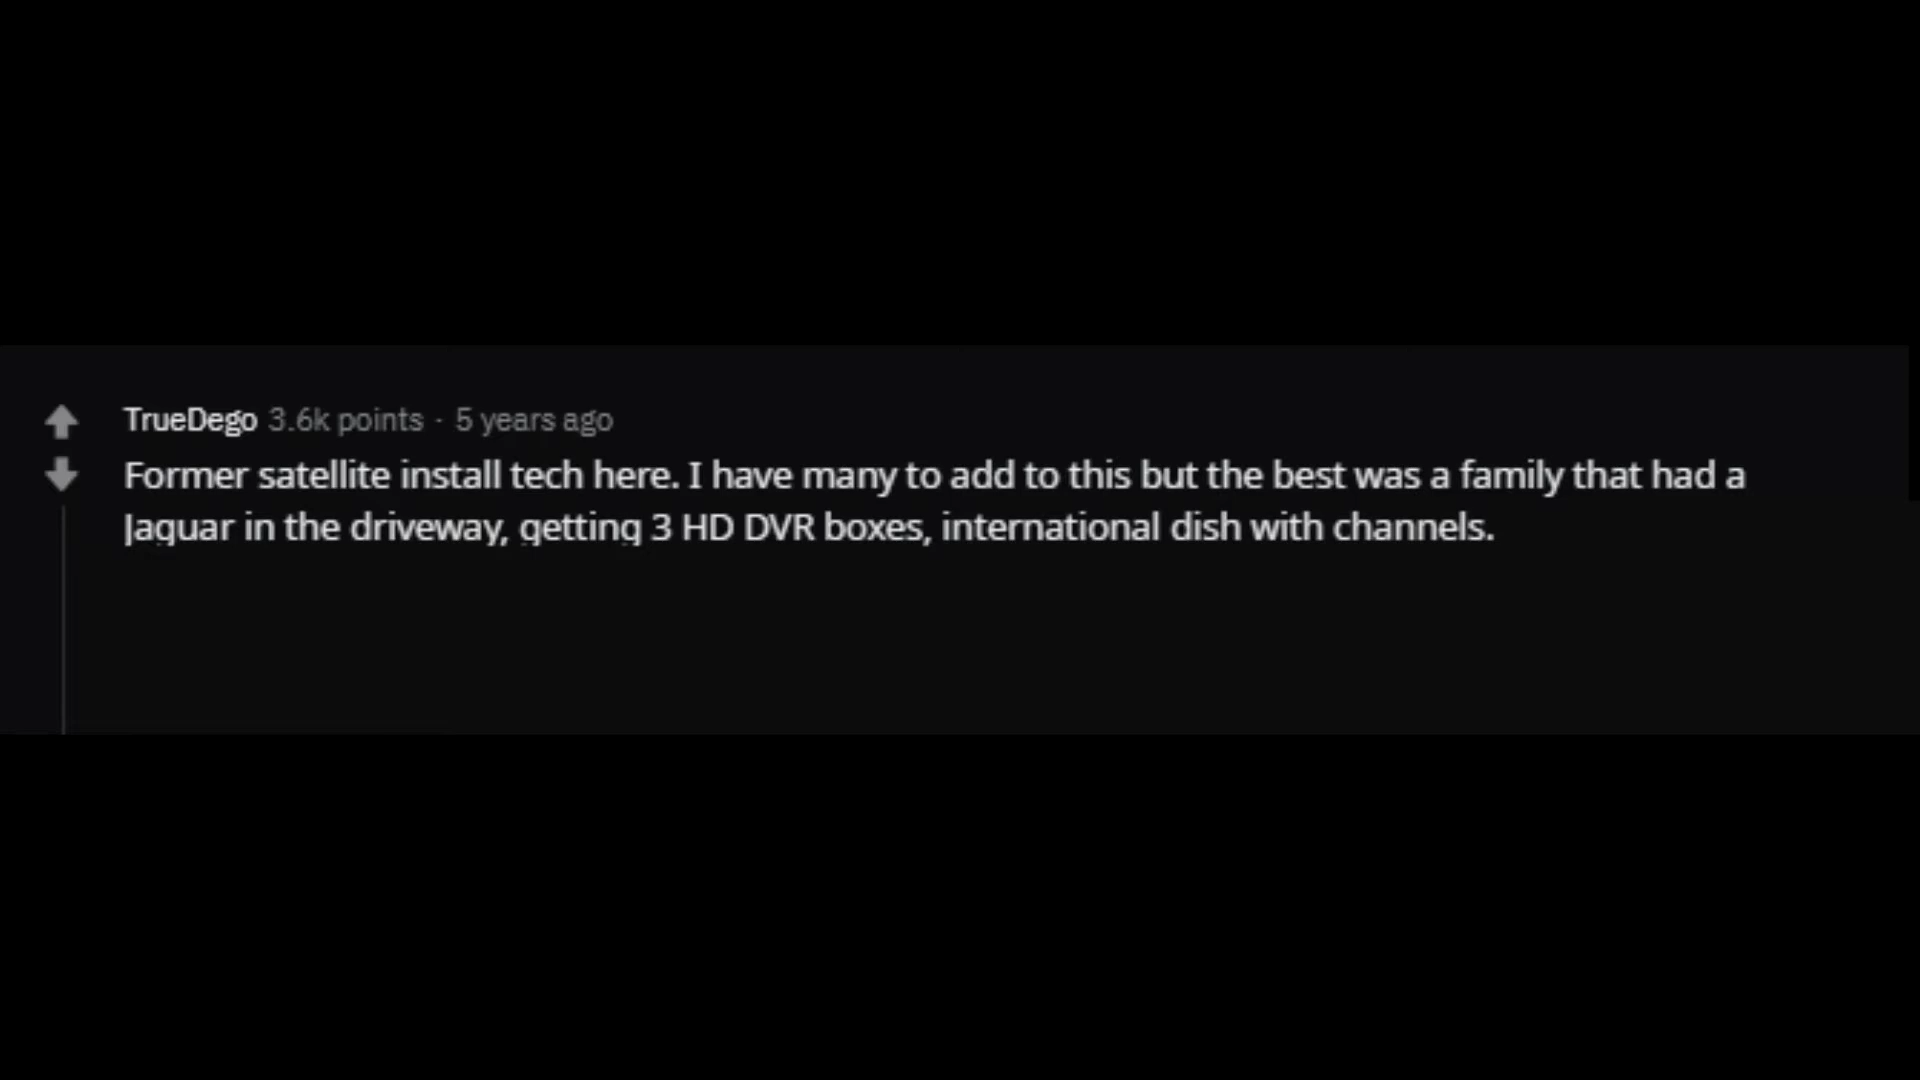 TrueDego 3.6k points · 5 years ago
Former satellite install tech here. I have many to add to this but the best was a family that had a
Jaguar in the driveway, getting 3 HD DVR boxes, international dish with channels.